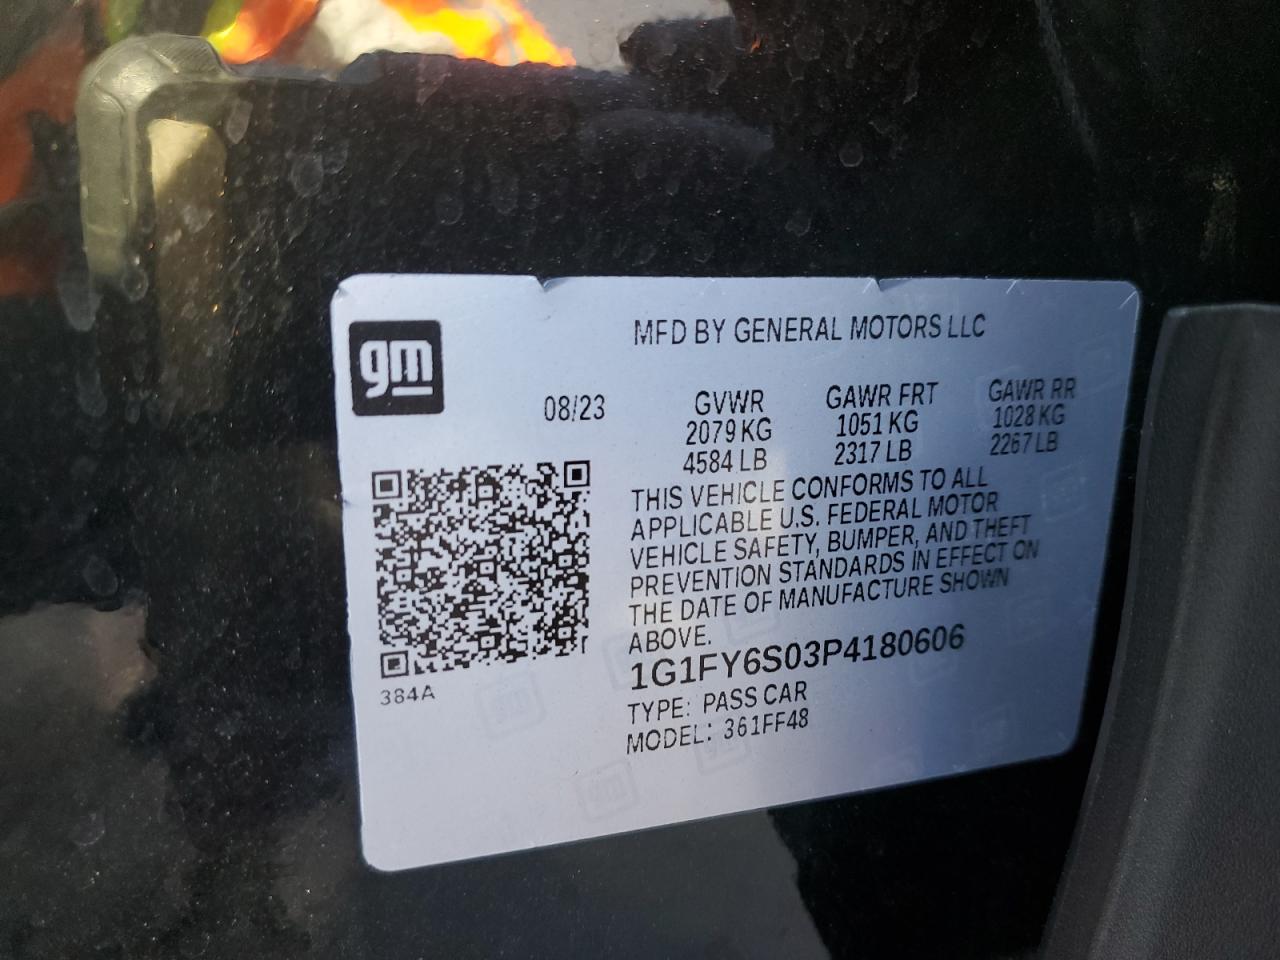 gm
MFD BY GENERAL MOTORS LLC
08/23
GVWR GAWR FRT GAWR RR
2079 KG 1051 KG 1028 KG
4584 LB 2317 LB 2267 LB
THIS VEHICLE CONFORMS TO ALL
APPLICABLE U.S. FEDERAL MOTOR
VEHICLE SAFETY, BUMPER, AND THEFT
PREVENTION STANDARDS IN EFFECT ON
THE DATE OF MANUFACTURE SHOWN
ABOVE.
1G1FY6S03P4180606
384A
TYPE: PASS CAR
MODEL: 361FF48